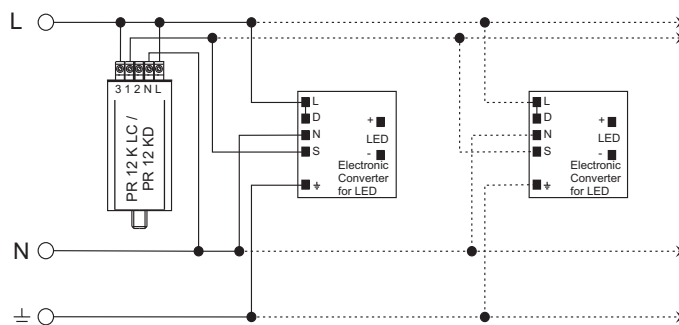 L
3 1 2 N L
PR 12 K LC /
PR 12 KD
L
D
N
S
+
LED
-
Electronic
Converter
for LED
L
D
N
S
+
LED
-
Electronic
Converter
for LED
N